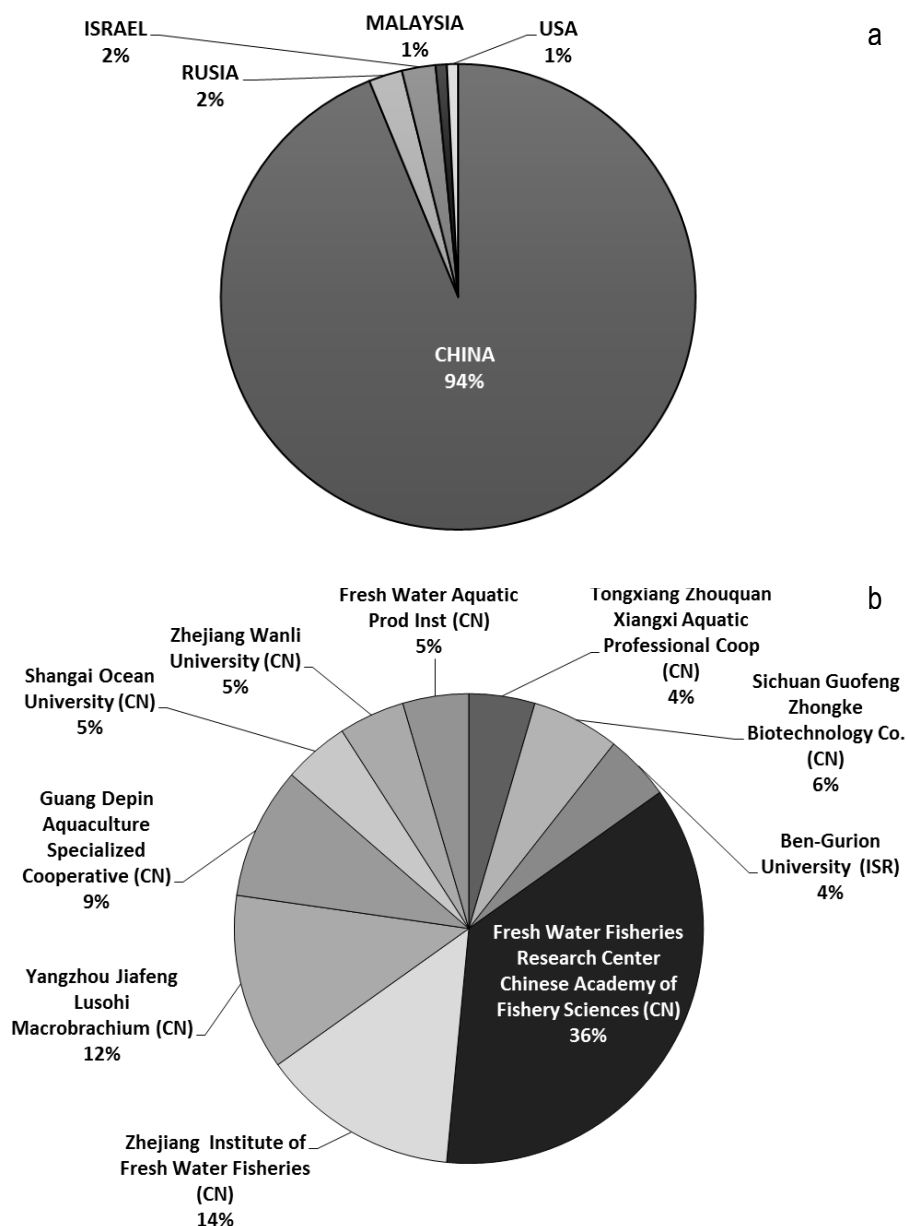 a
ISRAEL
2%
MALAYSIA
1%
USA
1%
RUSIA
2%
CHINA
94%
b
Fresh Water Aquatic
Prod Inst (CN)
5%
Tongxiang Zhouquan
Xiangxi Aquatic
Professional Coop
(CN)
4%
Zhejiang Wanli
University (CN)
5%
Sichuan Guofeng
Zhongke
Biotechnology Co.
(CN)
6%
Shangai Ocean
University (CN)
5%
Ben-Gurion
University (ISR)
4%
Guang Depin
Aquaculture
Specialized
Cooperative (CN)
9%
Fresh Water Fisheries
Research Center
Chinese Academy of
Fishery Sciences (CN)
36%
Yangzhou Jiafeng
Lusohi
Macrobrachium (CN)
12%
Zhejiang Institute of
Fresh Water Fisheries
(CN)
14%